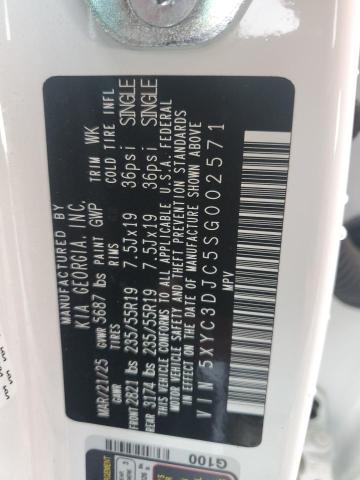 MANUFACTURED BY
KIA GEORGIA, INC.
MAR/21/25 GVWR 5687 lbs PAINT GWP TRIM WK
GAWR TIRES RIMS COLD TIRE INFL
FRONT 2821 lbs 235/55R19 7.5Jx19 36psi SINGLE
REAR 3174 lbs 235/55R19 7.5Jx19 36psi SINGLE
THIS VEHICLE CONFORMS TO ALL APPLICABLE U.S.A. FEDERAL
MOTOR VEHICLE SAFETY AND THEFT PREVENTION STANDARDS
IN EFFECT ON THE DATE OF MANUFACTURE SHOWN ABOVE
VIN 5XYC3DJC5SG002571
MPV
G100